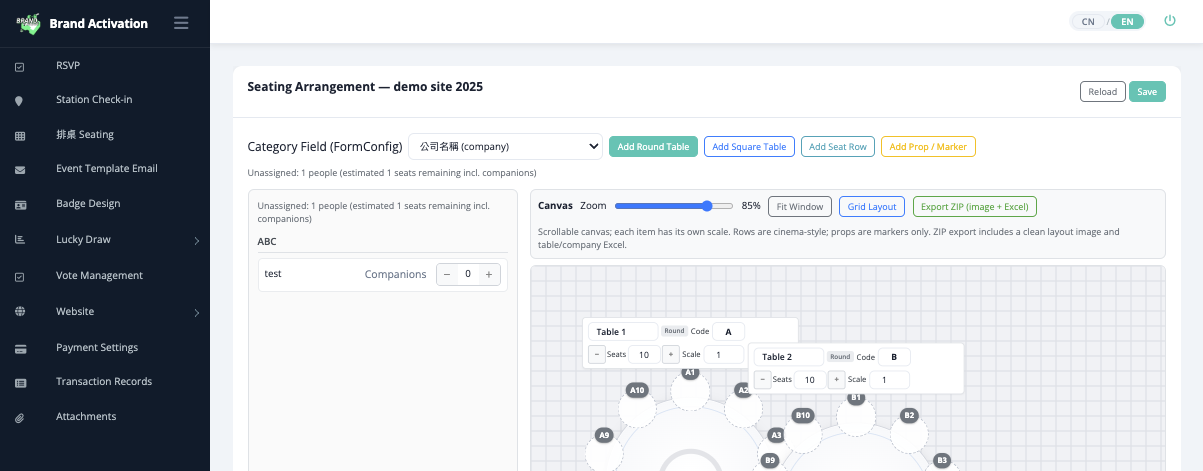 BRAND
Brand Activation
CN / EN
RSVP
Station Check-in
排桌 Seating
Event Template Email
Badge Design
Lucky Draw
Vote Management
Website
Payment Settings
Transaction Records
Attachments
Seating Arrangement — demo site 2025
Reload Save
Category Field (FormConfig) 公司名稱 (company) Add Round Table Add Square Table Add Seat Row Add Prop / Marker
Unassigned: 1 people (estimated 1 seats remaining incl. companions)
Unassigned: 1 people (estimated 1 seats remaining incl.
companions)
ABC
test Companions − 0 +
Canvas Zoom 85% Fit Window Grid Layout Export ZIP (image + Excel)
Scrollable canvas; each item has its own scale. Rows are cinema-style; props are markers only. ZIP export includes a clean layout image and
table/company Excel.
Table 1 Round Code A
− Seats 10 + Scale 1
Table 2 Round Code B
− Seats 10 + Scale 1
A1
A10 A2
A9 A3
B1
B10 B2
B9 B3